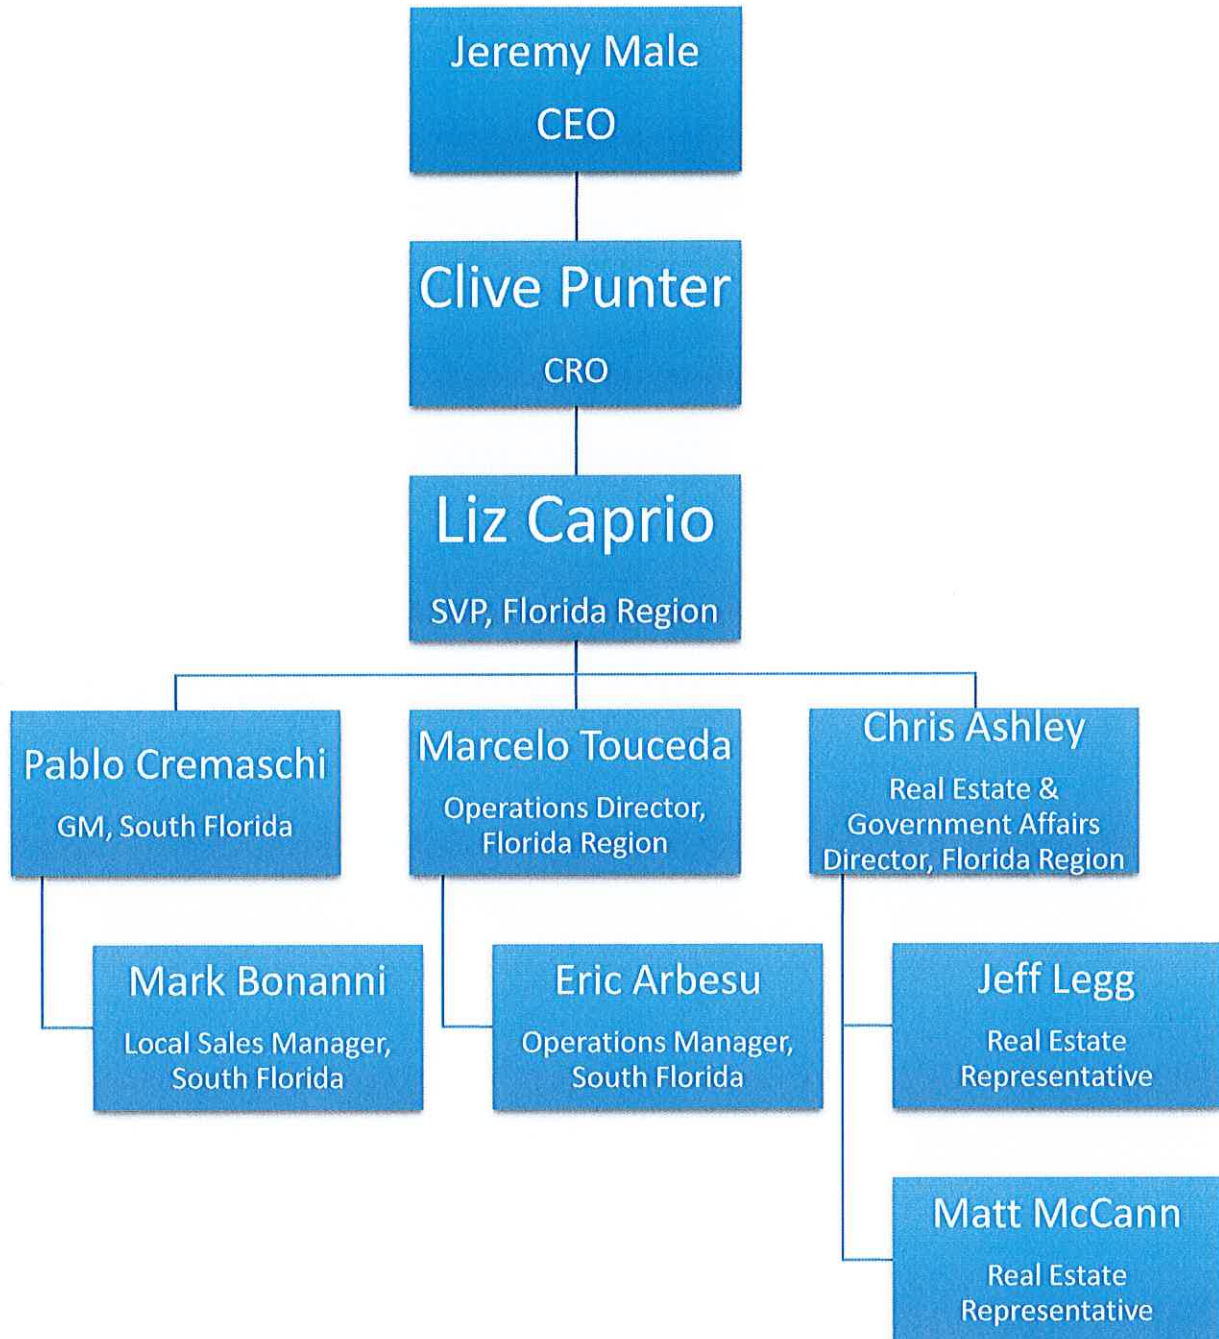 Jeremy Male
CEO
Clive Punter
CRO
Liz Caprio
SVP, Florida Region
Pablo Cremaschi
GM, South Florida
Marcelo Touceda
Operations Director,
Florida Region
Chris Ashley
Real Estate &
Government Affairs
Director, Florida Region
Mark Bonanni
Local Sales Manager,
South Florida
Eric Arbesu
Operations Manager,
South Florida
Jeff Legg
Real Estate
Representative
Matt McCann
Real Estate
Representative